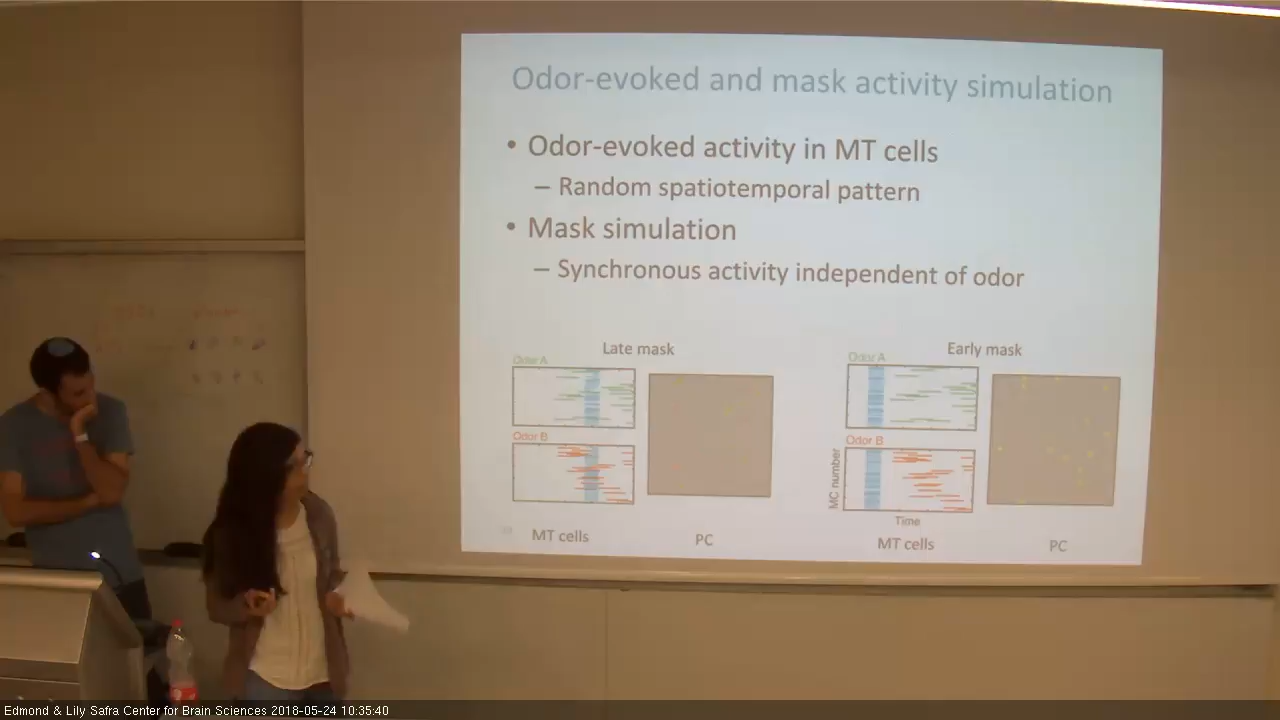 Odor-evoked and mask activity simulation
• Odor-evoked activity in MT cells
– Random spatiotemporal pattern
• Mask simulation
– Synchronous activity independent of odor
Late mask
Early mask
Odor A
Odor A
Odor B
Odor B
MC number
Time
MT cells
PC
MT cells
PC
Edmond & Lily Safra Center for Brain Sciences 2018-05-24 10:35:40